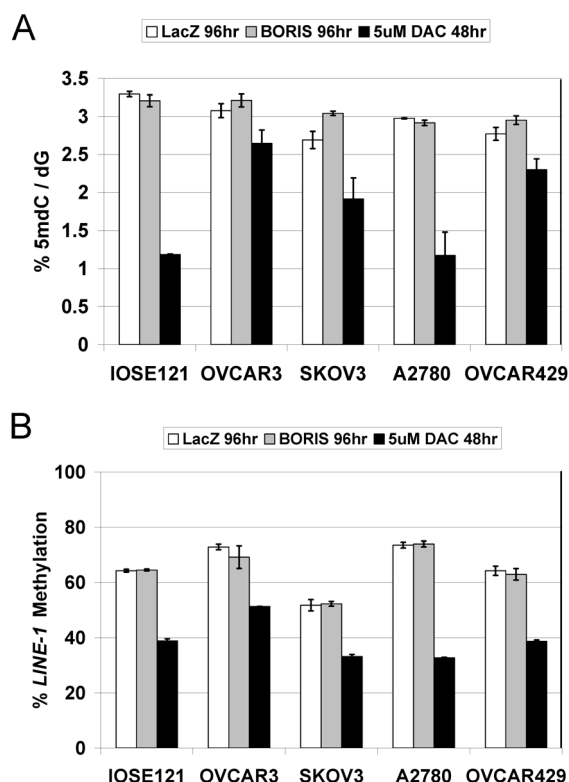 A
LacZ 96hr BORIS 96hr 5uM DAC 48hr
% 5mdC / dG
3.5
3
2.5
2
1.5
1
0.5
0
IOSE121 OVCAR3 SKOV3 A2780 OVCAR429
B
LacZ 96hr BORIS 96hr 5uM DAC 48hr
% LINE-1 Methylation
100
80
60
40
20
0
IOSE121 OVCAR3 SKOV3 A2780 OVCAR429